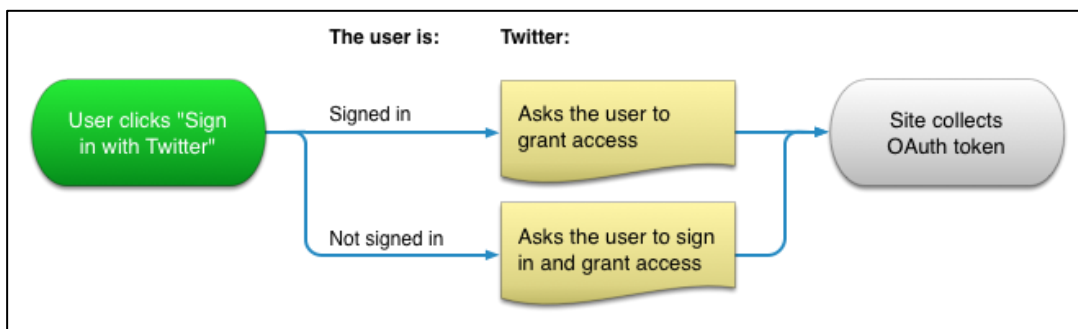 The user is: Twitter:
User clicks "Sign
in with Twitter"
Signed in
Asks the user to
grant access
Site collects
OAuth token
Not signed in
Asks the user to sign
in and grant access